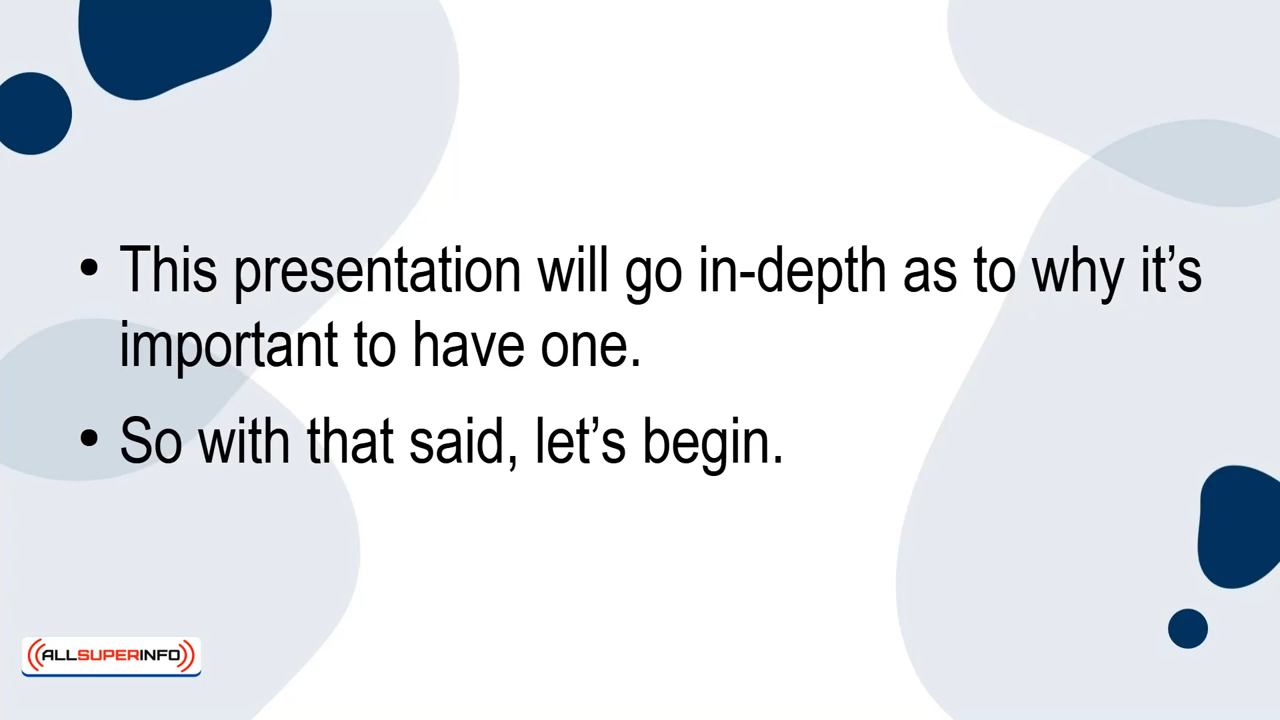 • This presentation will go in-depth as to why it’s
important to have one.
• So with that said, let’s begin.
((ALLSUPERINFO))